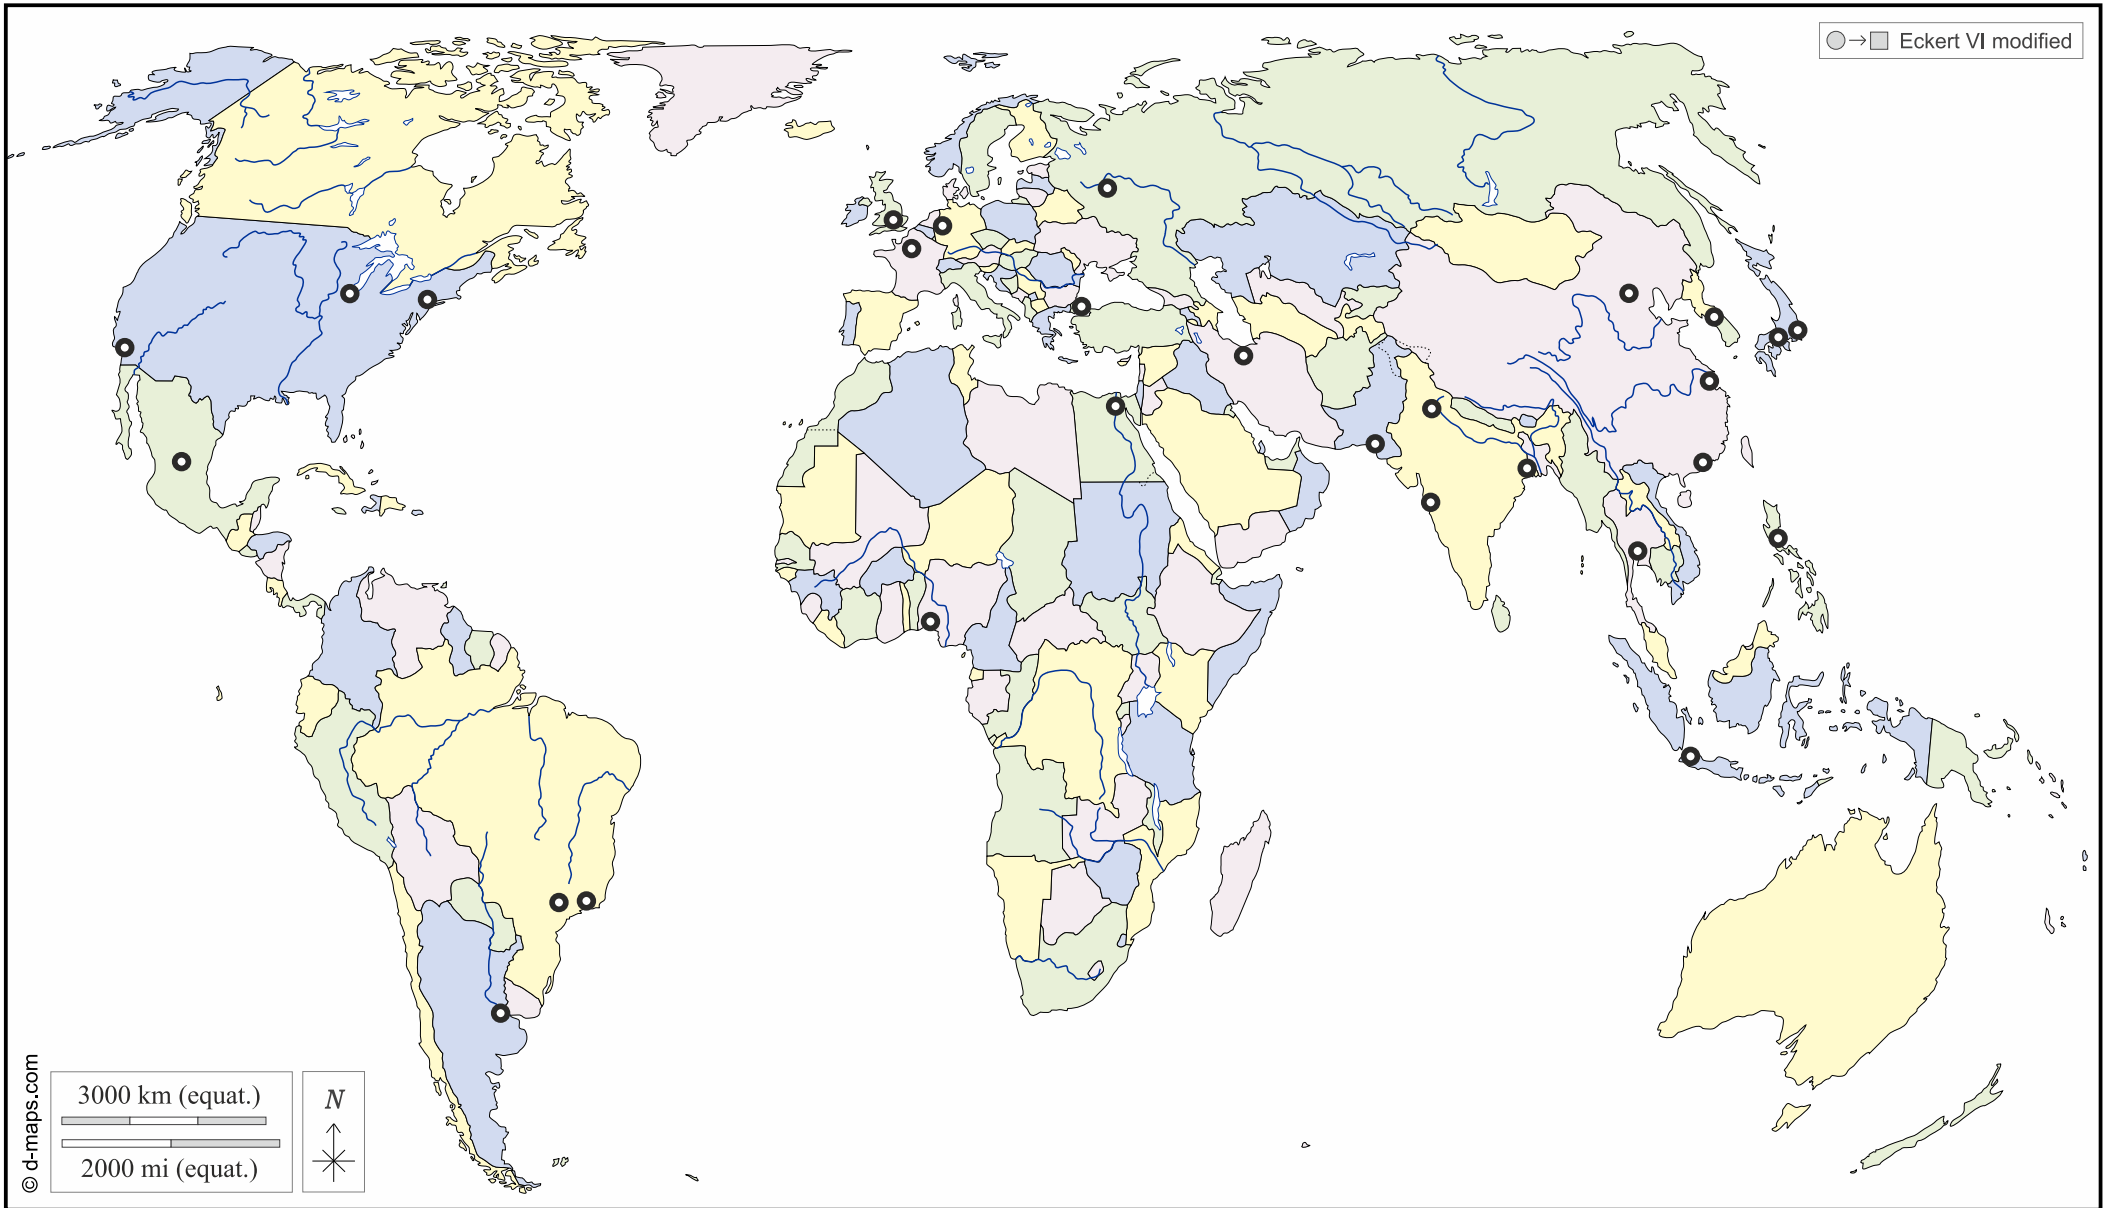 Eckert VI modified
3000 km (equat.)
2000 mi (equat.)
N
© d-maps.com